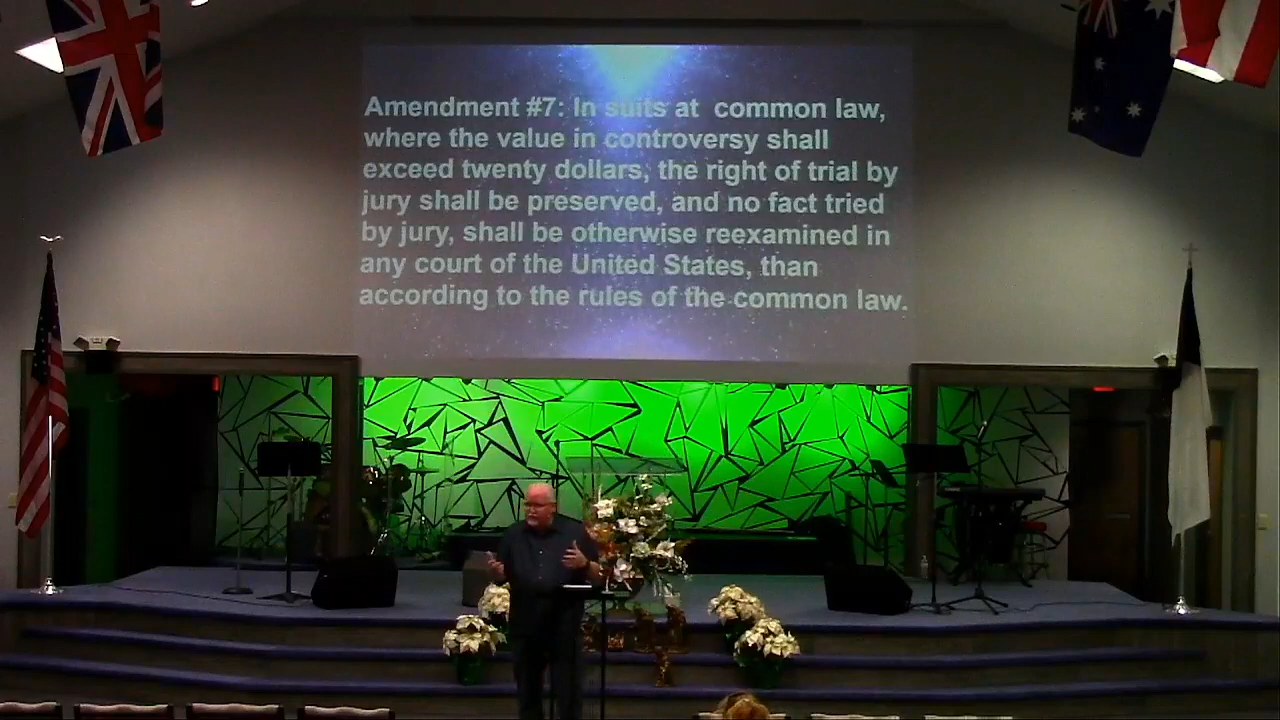 Amendment #7: In suits at common law,
where the value in controversy shall
exceed twenty dollars, the right of trial by
jury shall be preserved, and no fact tried
by jury, shall be otherwise reexamined in
any court of the United States, than
according to the rules of the common law.